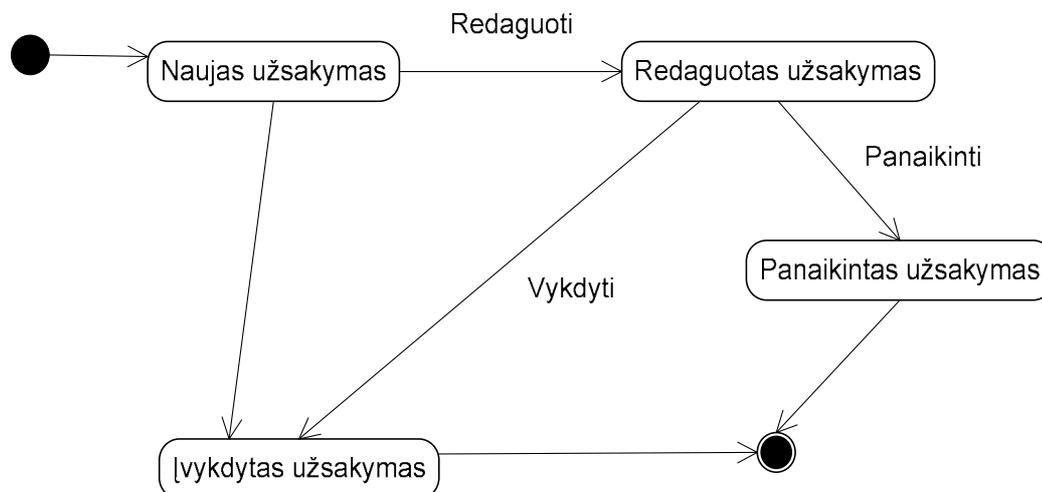 Redaguoti
Naujas užsakymas
Redaguotas užsakymas
Panaikinti
Panaikintas užsakymas
Vykdyti
Įvykdytas užsakymas